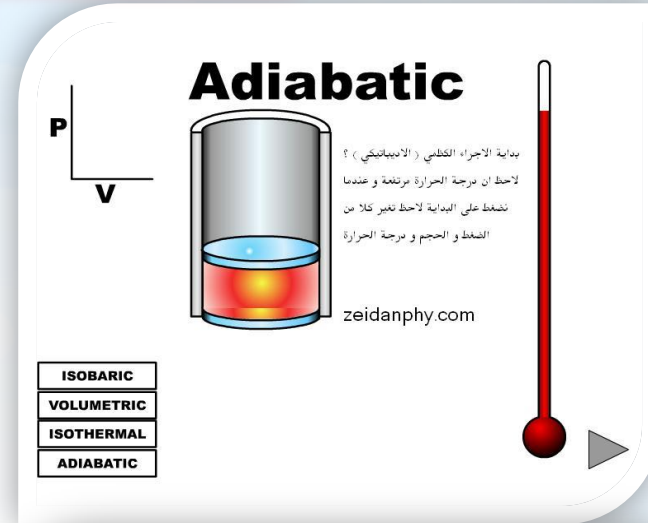 Adiabatic
P
V
بداية الاجراء الكظمي ( الاديباتيكي ) ؟
لاحظ ان درجة الحرارة مرتفعة و عندما
نضغط على البداية لاحظ تغير كلا من
الضغط و الحجم و درجة الحرارة
zeidanphy.com
ISOBARIC
VOLUMETRIC
ISOTHERMAL
ADIABATIC